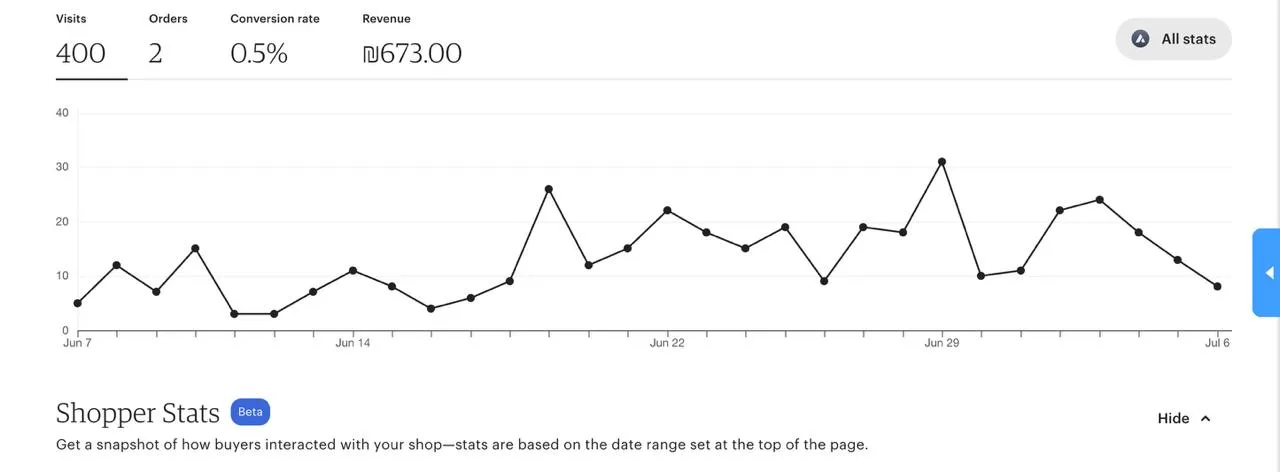 Visits Orders Conversion rate Revenue
400 2 0.5% ₪673.00
All stats
40
30
20
10
0
Jun 7 Jun 14 Jun 22 Jun 29 Jul 6
Shopper Stats Beta
Hide
Get a snapshot of how buyers interacted with your shop—stats are based on the date range set at the top of the page.